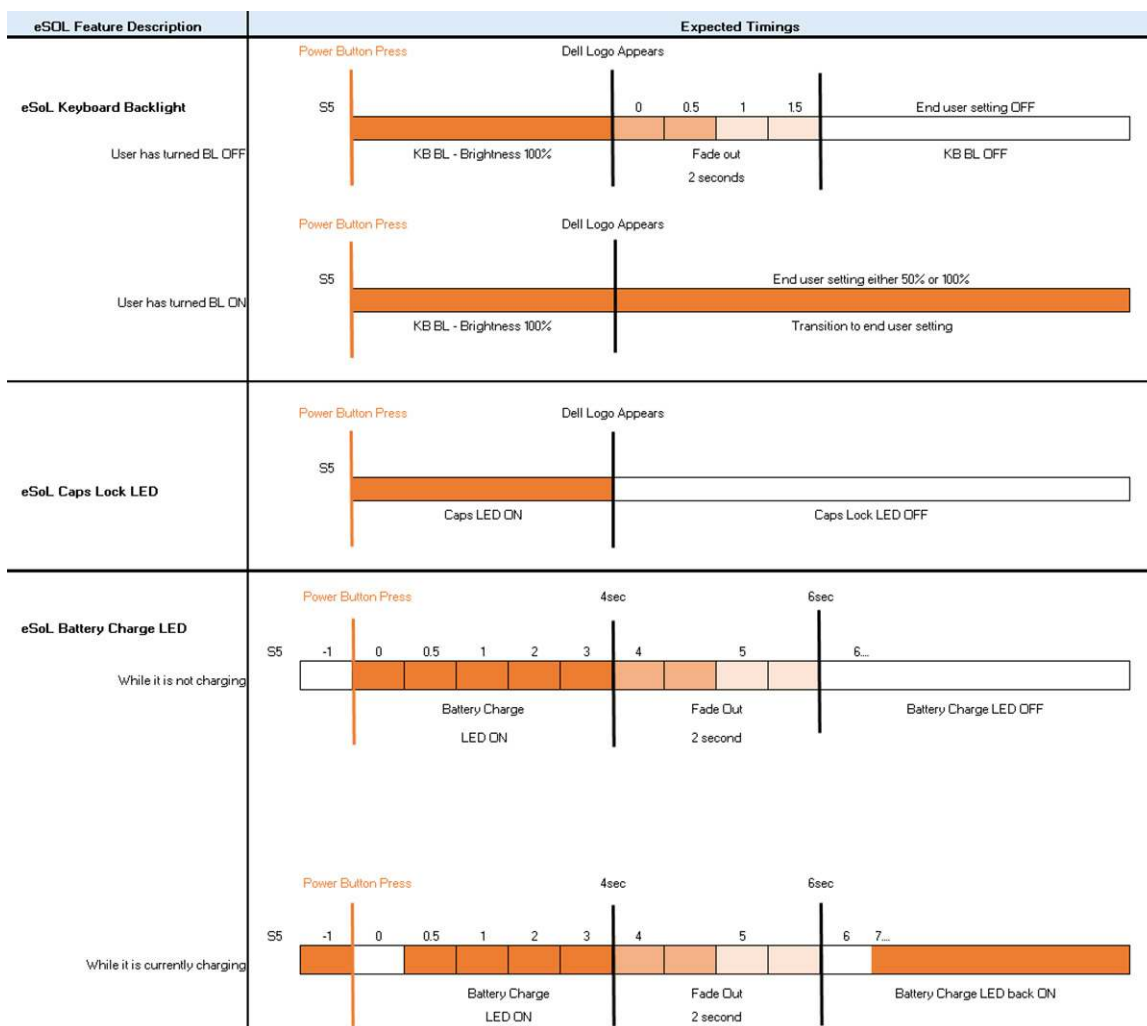 eSOL Feature Description Expected Timings
Power Button Press Dell Logo Appears
eSoL Keyboard Backlight S5 0 0.5 1 1.5 End user setting OFF
User has turned BL OFF KB BL - Brightness 100% Fade out KB BL OFF
2 seconds
Power Button Press Dell Logo Appears
S5 End user setting either 50% or 100%
User has turned BL ON
KB BL - Brightness 100% Transition to end user setting
Power Button Press Dell Logo Appears
S5
eSoL Caps Lock LED
Caps LED ON Caps Lock LED OFF
Power Button Press 4sec 6sec
eSoL Battery Charge LED
S5 -1 0 0.5 1 2 3 4 5 6...
While it is not charging
Battery Charge Fade Out Battery Charge LED OFF
LED ON 2 second
Power Button Press 4sec 6sec
S5 -1 0 0.5 1 2 3 4 5 6 7...
While it is currently charging
Battery Charge Fade Out Battery Charge LED back ON
LED ON 2 second